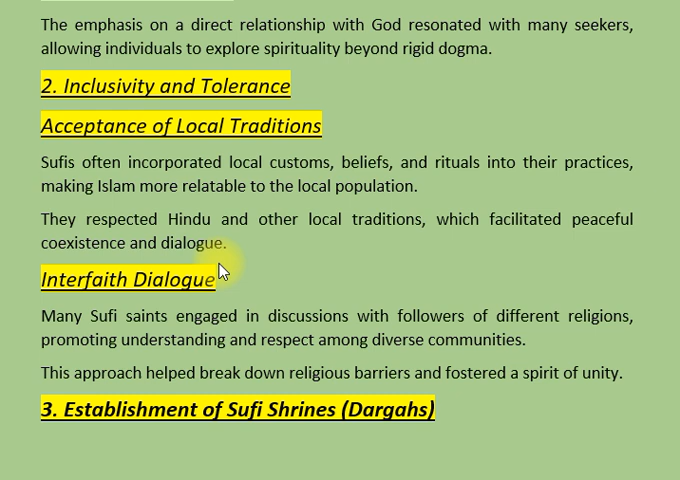 The emphasis on a direct relationship with God resonated with many seekers,
allowing individuals to explore spirituality beyond rigid dogma.
2. Inclusivity and Tolerance
Acceptance of Local Traditions
Sufis often incorporated local customs, beliefs, and rituals into their practices,
making Islam more relatable to the local population.
They respected Hindu and other local traditions, which facilitated peaceful
coexistence and dialogue.
Interfaith Dialogue
Many Sufi saints engaged in discussions with followers of different religions,
promoting understanding and respect among diverse communities.
This approach helped break down religious barriers and fostered a spirit of unity.
3. Establishment of Sufi Shrines (Dargahs)